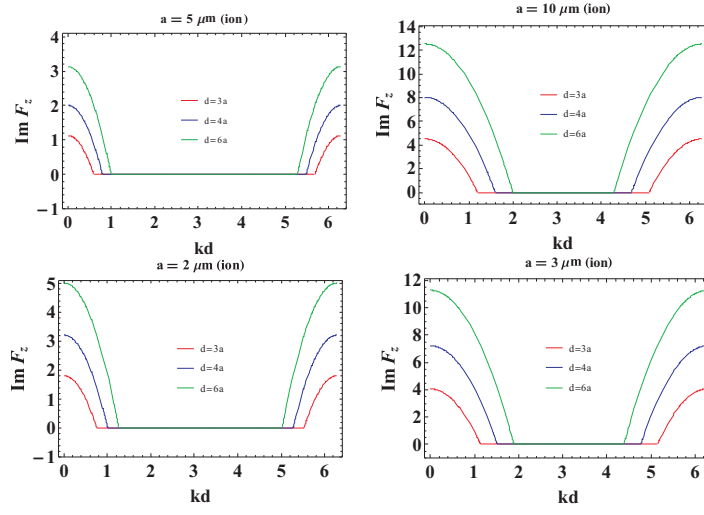 a = 5 μm (ion)
4
3
2
1
0
−1
Im F_z
d=3a
d=4a
d=6a
0 1 2 3 4 5 6
kd
a = 10 μm (ion)
14
12
10
8
6
4
2
0
Im F_z
d=3a
d=4a
d=6a
0 1 2 3 4 5 6
kd
a = 2 μm (ion)
5
4
3
2
1
0
−1
Im F_z
d=3a
d=4a
d=6a
0 1 2 3 4 5 6
kd
a = 3 μm (ion)
12
10
8
6
4
2
0
Im F_z
d=3a
d=4a
d=6a
0 1 2 3 4 5 6
kd